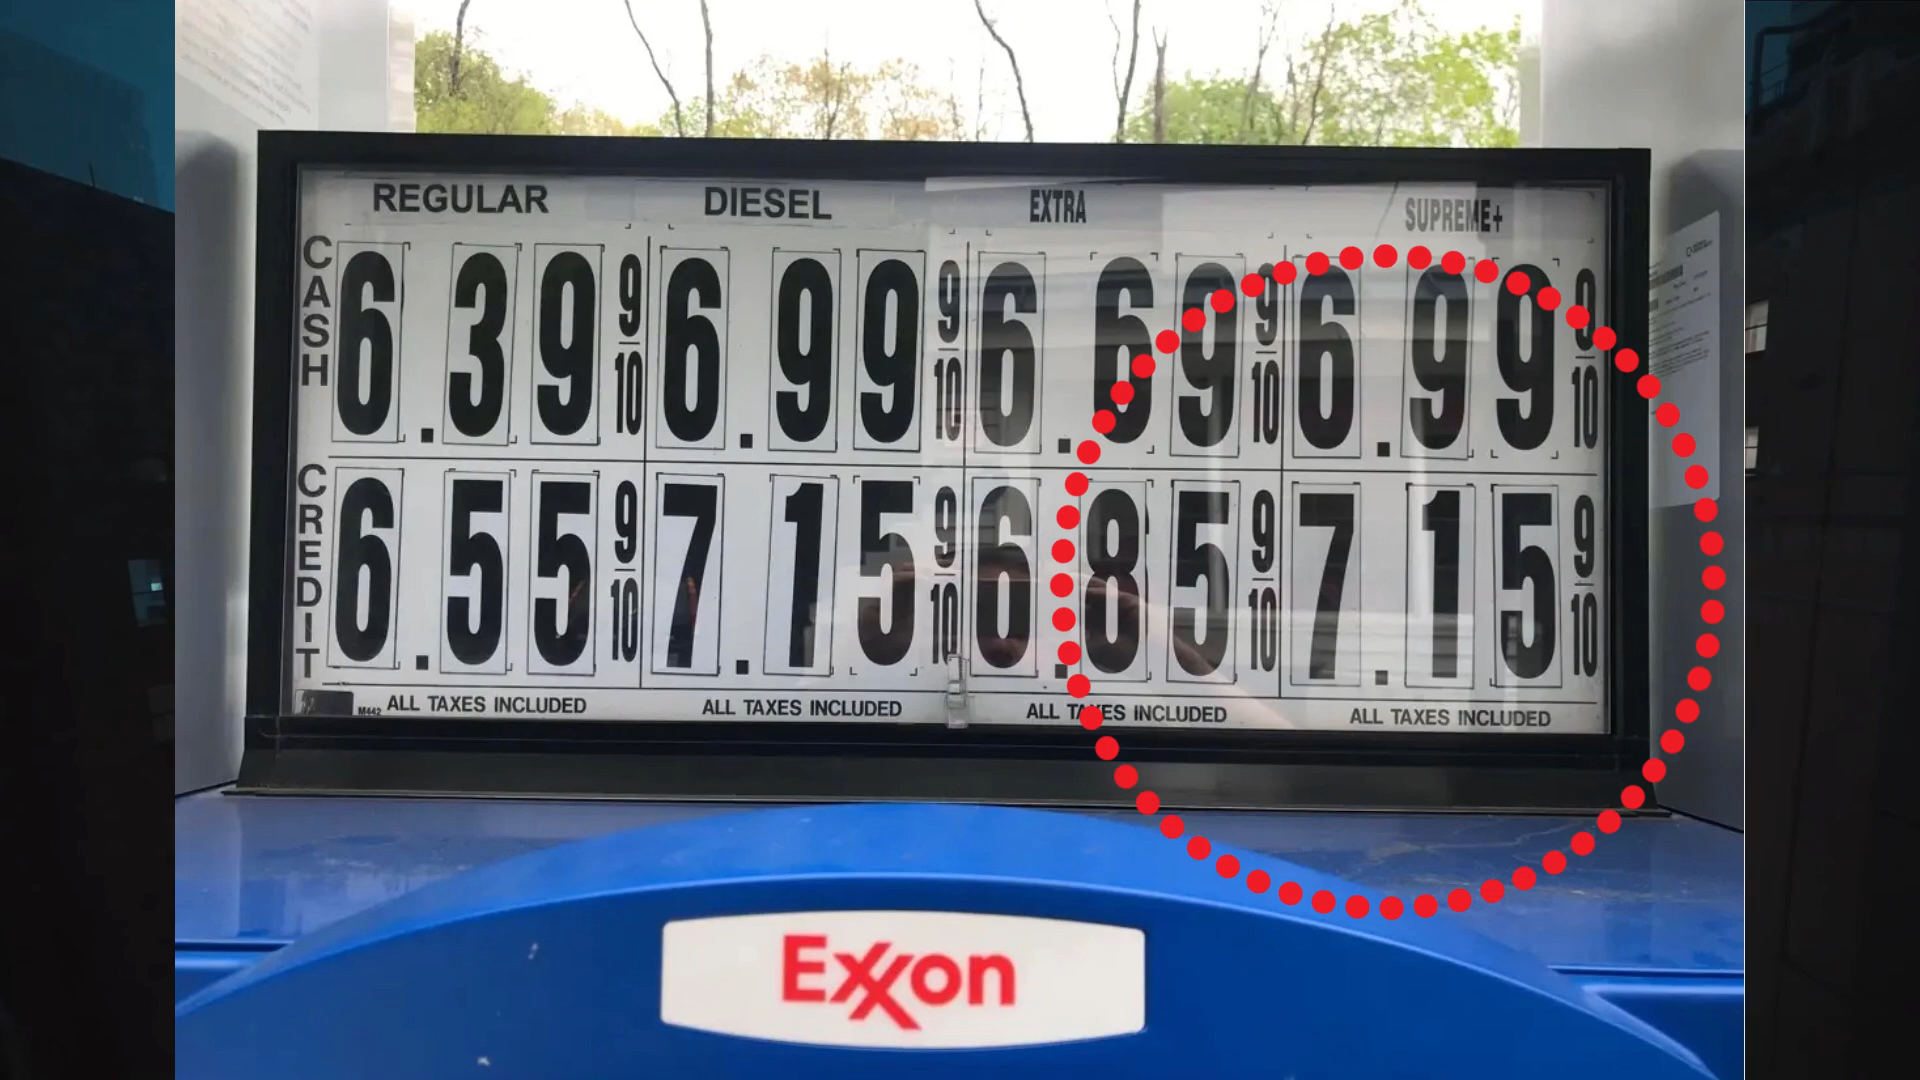 REGULAR DIESEL EXTRA SUPREME+
CASH 6.39 9/10 6.99 9/10 6.69 9/10 6.99 9/10
CREDIT 6.55 9/10 7.15 9/10 6.85 9/10 7.15 9/10
M442 ALL TAXES INCLUDED ALL TAXES INCLUDED ALL TAXES INCLUDED ALL TAXES INCLUDED
Exxon